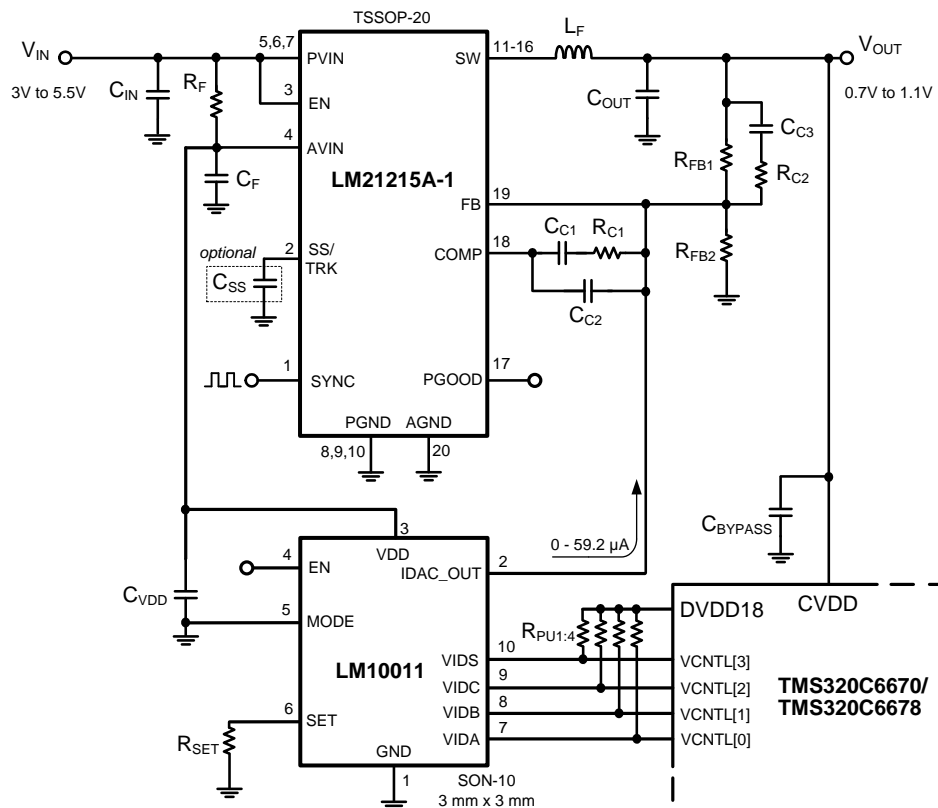 TSSOP-20
VIN
3V to 5.5V
CIN
RF
CF
5,6,7
PVIN
3
EN
4
AVIN
LM21215A-1
optional
CSS
2
SS/
TRK
1
SYNC
PGND
8,9,10
AGND
20
SW
11-16
LF
VOUT
0.7V to 1.1V
COUT
CC3
RFB1
RC2
FB
19
COMP
18
CC1
RC1
CC2
RFB2
PGOOD
17
CBYPASS
0 - 59.2 µA
3
VDD
4
EN
IDAC_OUT
2
CVDD
5
MODE
LM10011
6
SET
RSET
GND
1
SON-10
3 mm x 3 mm
VIDS
10
VIDC
9
VIDB
8
VIDA
7
RPU1:4
DVDD18
CVDD
VCNTL[3]
VCNTL[2]
VCNTL[1]
VCNTL[0]
TMS320C6670/
TMS320C6678